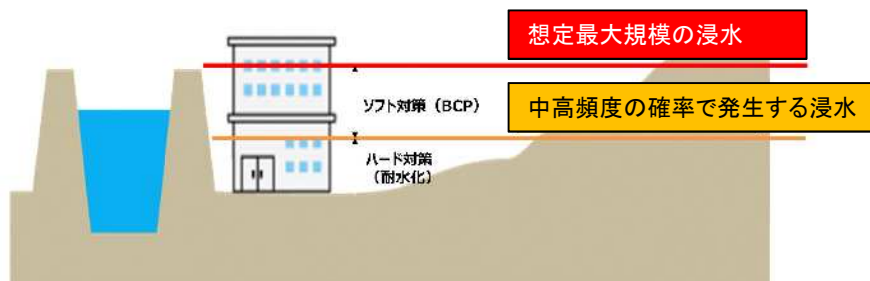 想定最大規模の浸水
ソフト対策（BCP）
中高頻度の確率で発生する浸水
ハード対策
（耐水化）